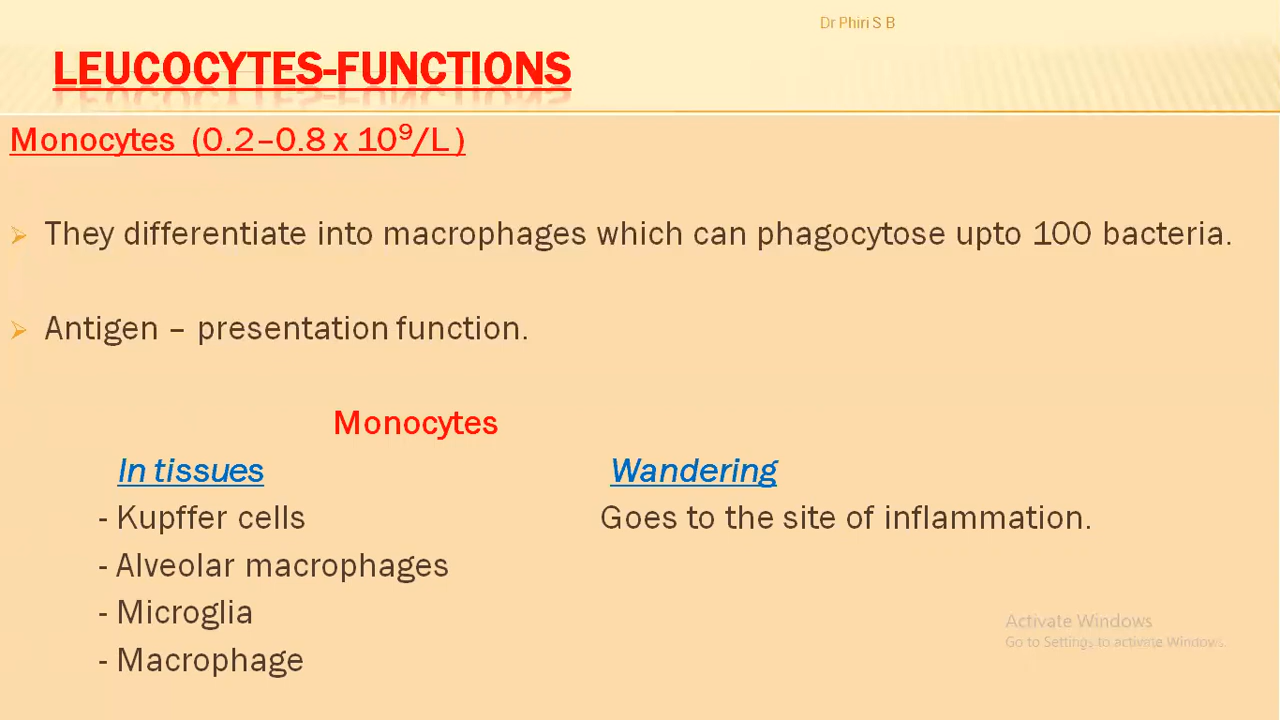 Dr Phiri S B
LEUCOCYTES-FUNCTIONS
Monocytes (0.2–0.8 x 10⁹/L )
➢ They differentiate into macrophages which can phagocytose upto 100 bacteria.
➢ Antigen – presentation function.
Monocytes
In tissues Wandering
- Kupffer cells Goes to the site of inflammation.
- Alveolar macrophages
- Microglia
- Macrophage
Activate Windows
Go to Settings to activate Windows.